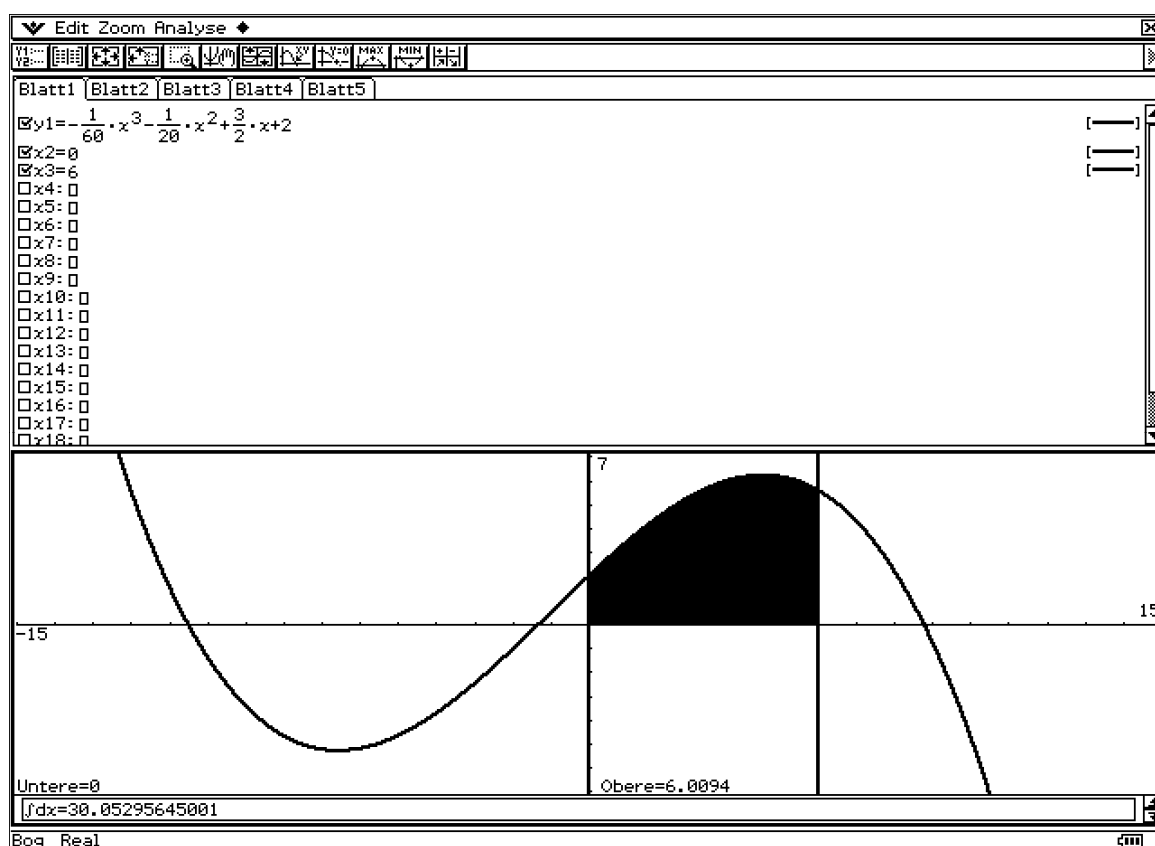 Edit Zoom Analyse ◆
Blatt1 Blatt2 Blatt3 Blatt4 Blatt5
y1=-1/60·x^3-1/20·x^2+3/2·x+2
x2=0
x3=6
x4:
x5:
x6:
x7:
x8:
x9:
x10:
x11:
x12:
x13:
x14:
x15:
x16:
x17:
x18:
7
-15
15
Untere=0 Obere=6.0094
∫dx=30.05295645001
Bog Real